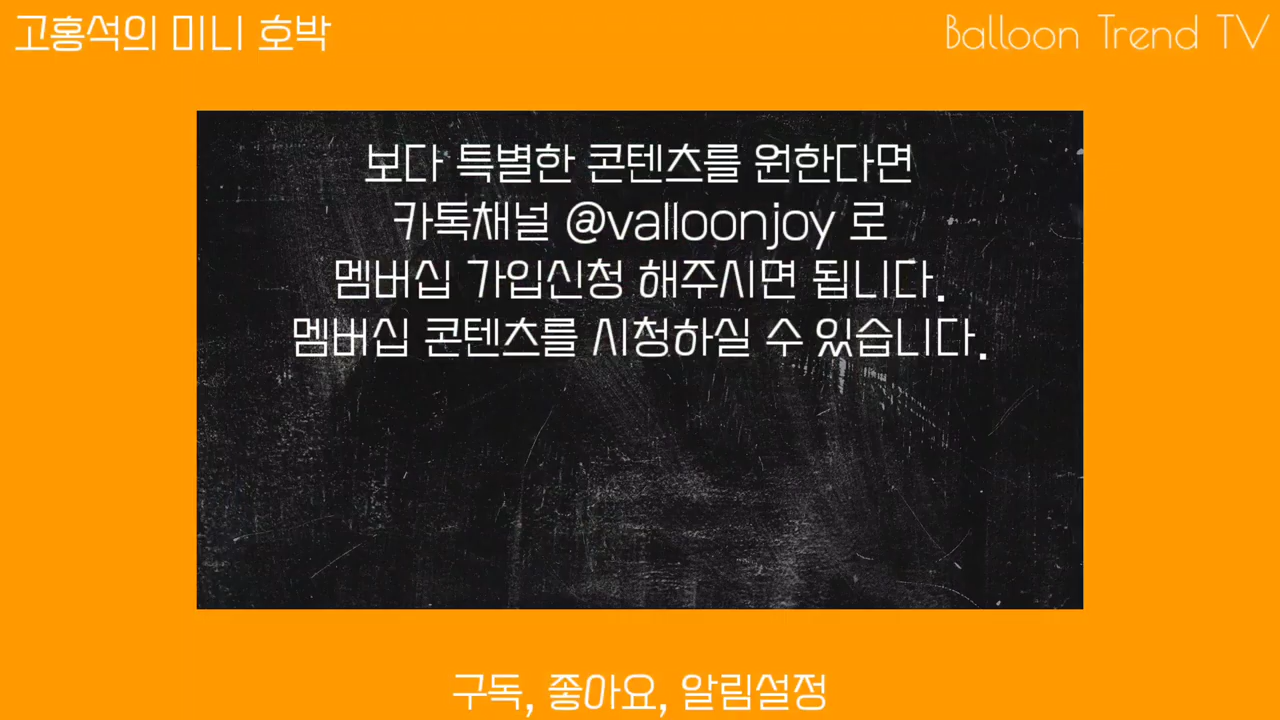 고홍석의 미니 호박
Balloon Trend TV
보다 특별한 콘텐츠를 원한다면
카톡채널 @valloonjoy 로
멤버십 가입신청 해주시면 됩니다.
멤버십 콘텐츠를 시청하실 수 있습니다.
구독, 좋아요, 알림설정